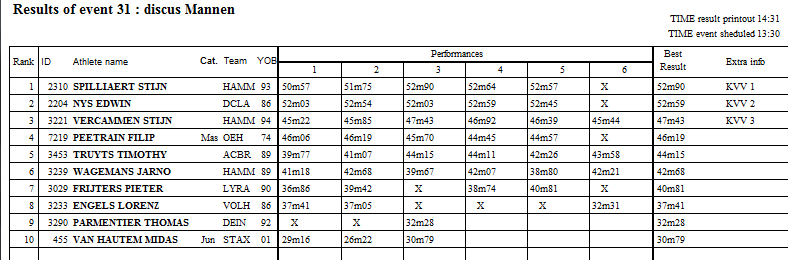 Results of event 31 : discus Mannen
TIME result printout 14:31
TIME event sheduled 13:30
Rank ID Athlete name Cat. Team YOB Performances Best Result Extra info
1 2 3 4 5 6
1 2310 SPILLIAERT STIJN HAMM 93 50m57 51m75 52m90 52m64 52m57 X 52m90 KVV 1
2 2204 NYS EDWIN DCLA 86 52m03 52m54 52m03 52m59 52m45 X 52m59 KVV 2
3 3221 VERCAMMEN STIJN HAMM 94 45m22 45m85 47m43 46m92 46m39 45m44 47m43 KVV 3
4 7219 PEETRAIN FILIP Mas OEH 74 46m06 46m19 45m70 44m45 44m57 X 46m19
5 3453 TRUYTS TIMOTHY ACBR 89 39m77 41m07 44m15 44m11 42m26 43m58 44m15
6 3239 WAGEMANS JARNO HAMM 89 41m18 42m68 39m67 42m07 38m80 42m21 42m68
7 3029 FRIJTERS PIETER LYRA 90 36m86 39m42 X 38m74 40m81 X 40m81
8 3233 ENGELS LORENZ VOLH 86 37m41 37m05 X X X 32m31 37m41
9 3290 PARMENTIER THOMAS DEIN 92 X X 32m28 32m28
10 455 VAN HAUTEM MIDAS Jun STAX 01 29m16 26m22 30m79 30m79